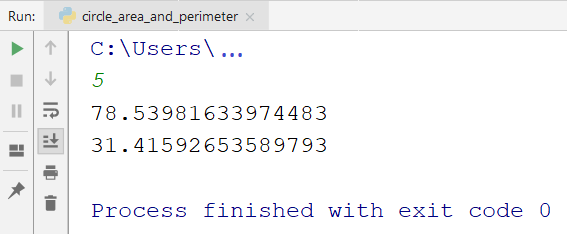 Run: circle_area_and_perimeter ×
C:\Users\...
5
78.53981633974483
31.41592653589793
Process finished with exit code 0